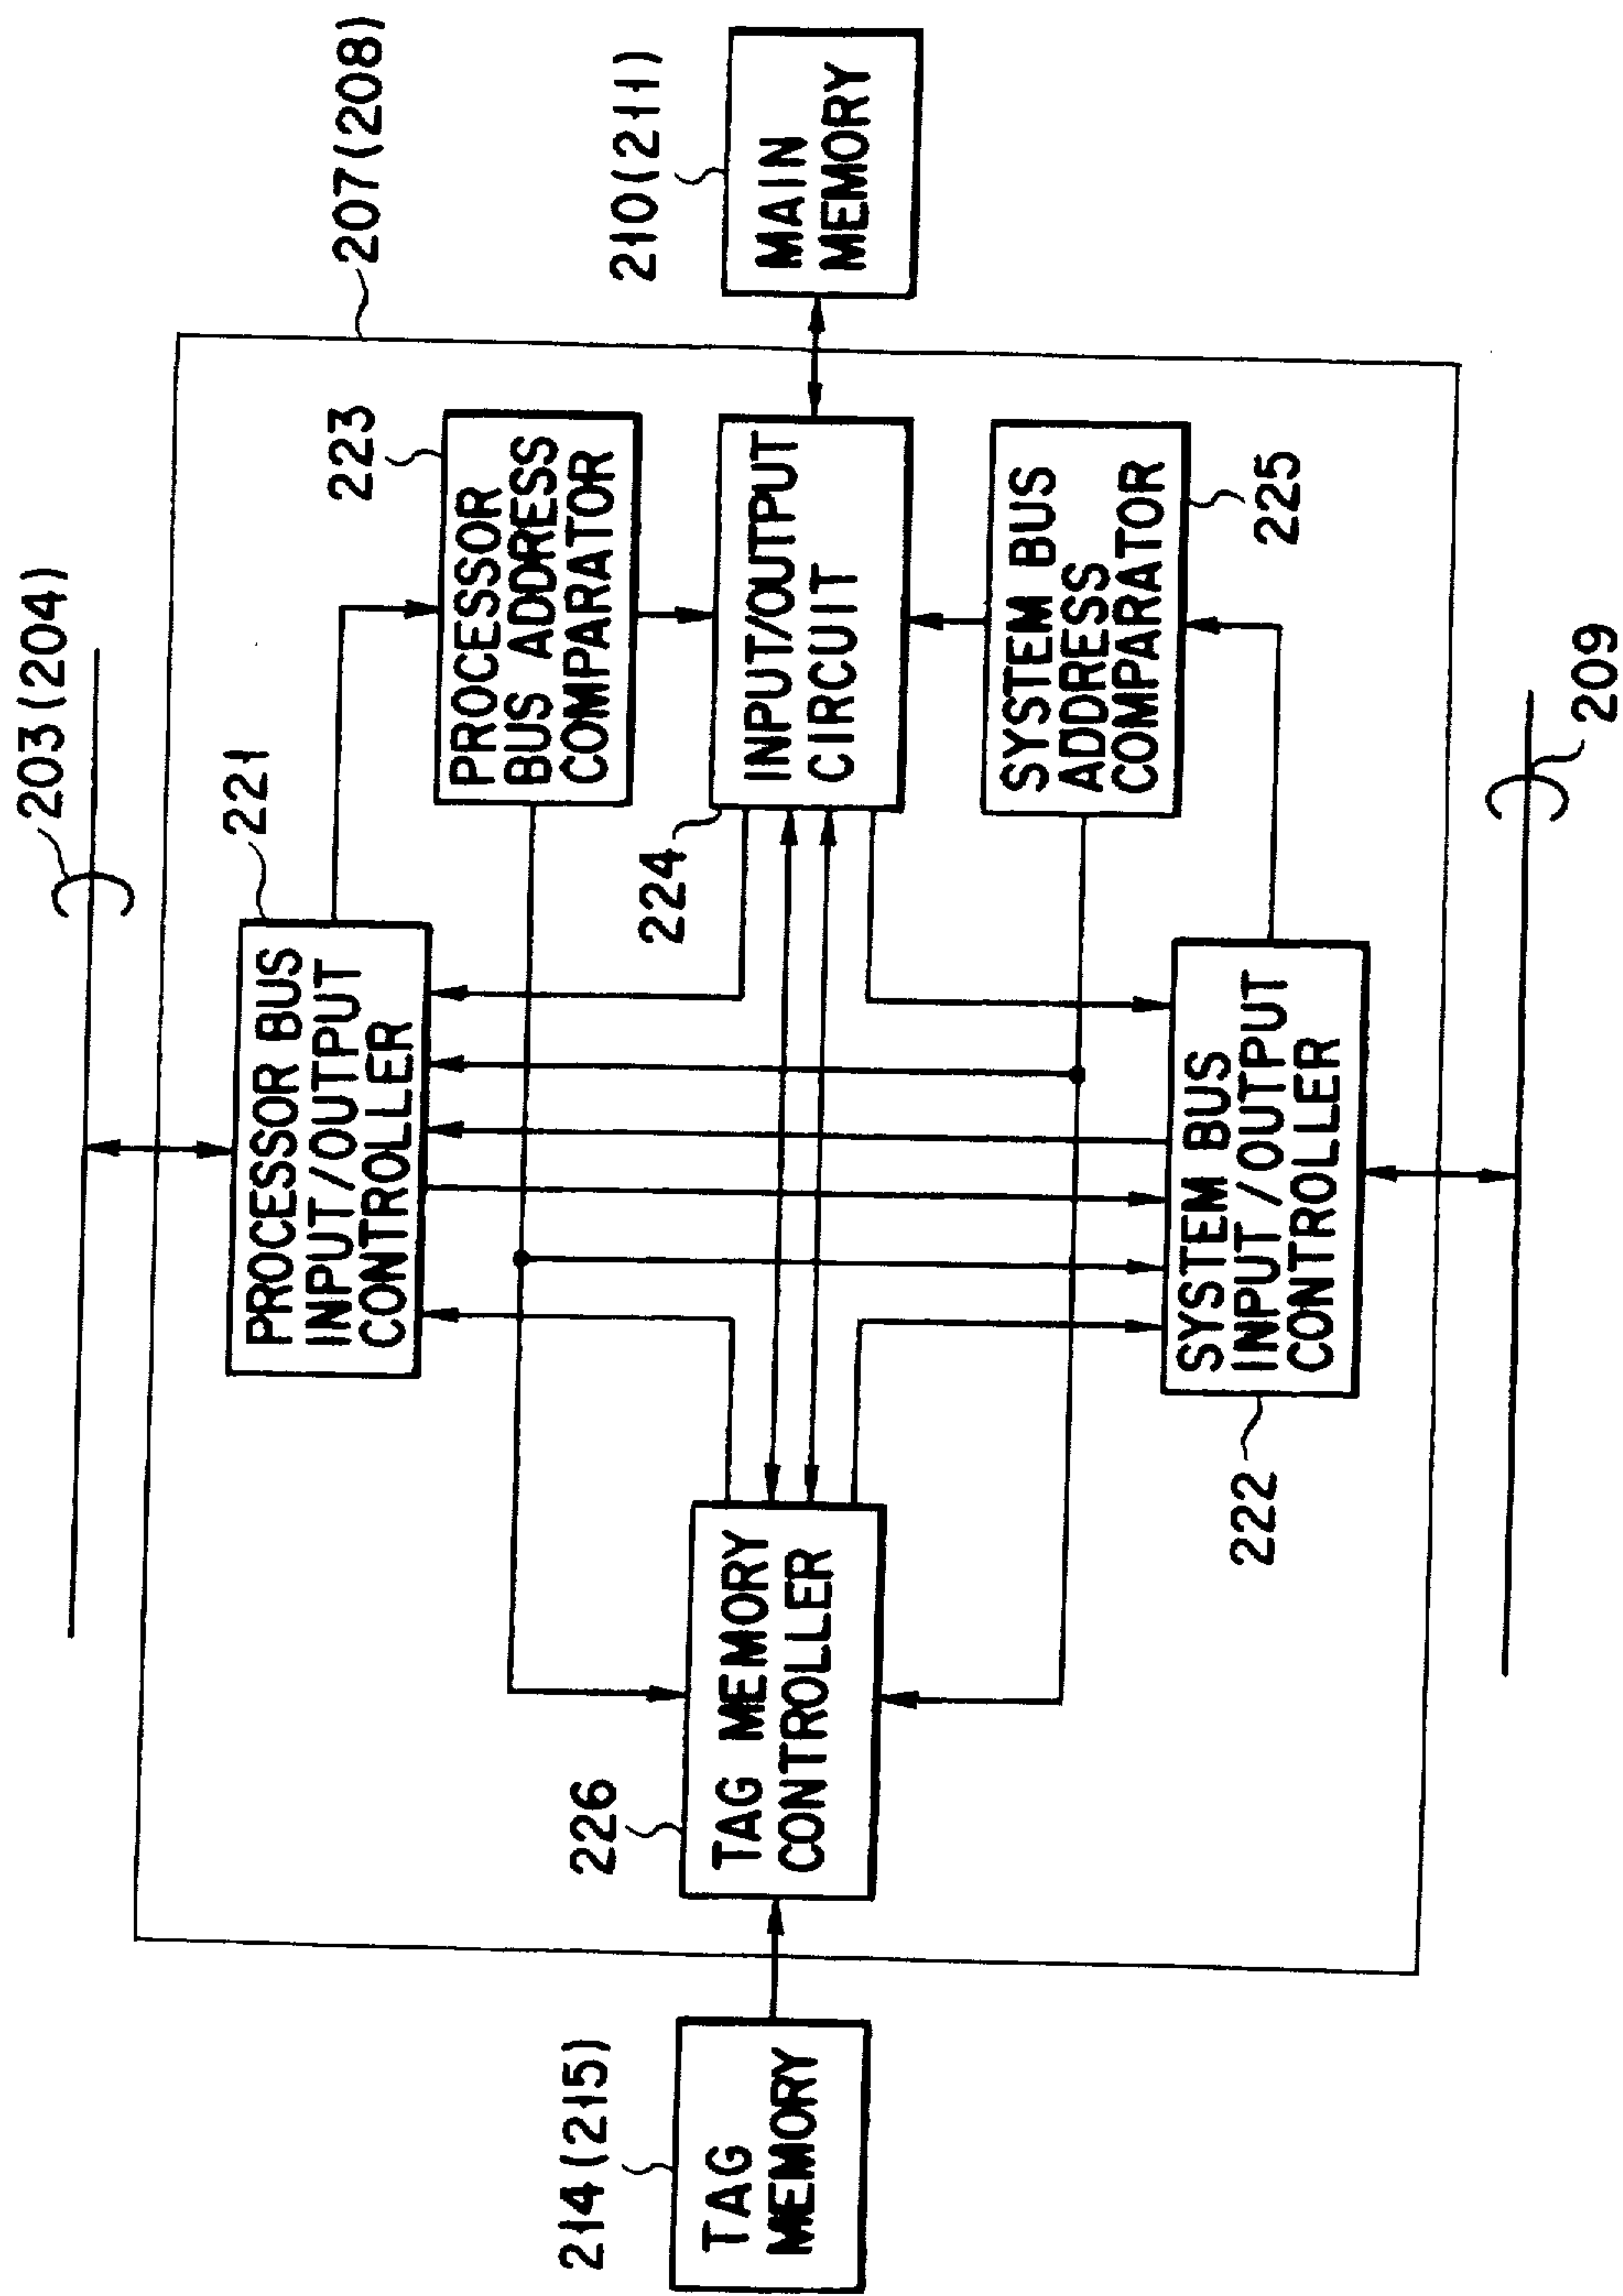 203(204)
207(208)
221
PROCESSOR BUS
INPUT/OUTPUT
CONTROLLER
223
PROCESSOR
BUS ADDRESS
COMPARATOR
214(215)
TAG
MEMORY
226
TAG MEMORY
CONTROLLER
224
INPUT/OUTPUT
CIRCUIT
210(211)
MAIN
MEMORY
222
SYSTEM BUS
INPUT/OUTPUT
CONTROLLER
SYSTEM BUS
ADDRESS
COMPARATOR
225
209